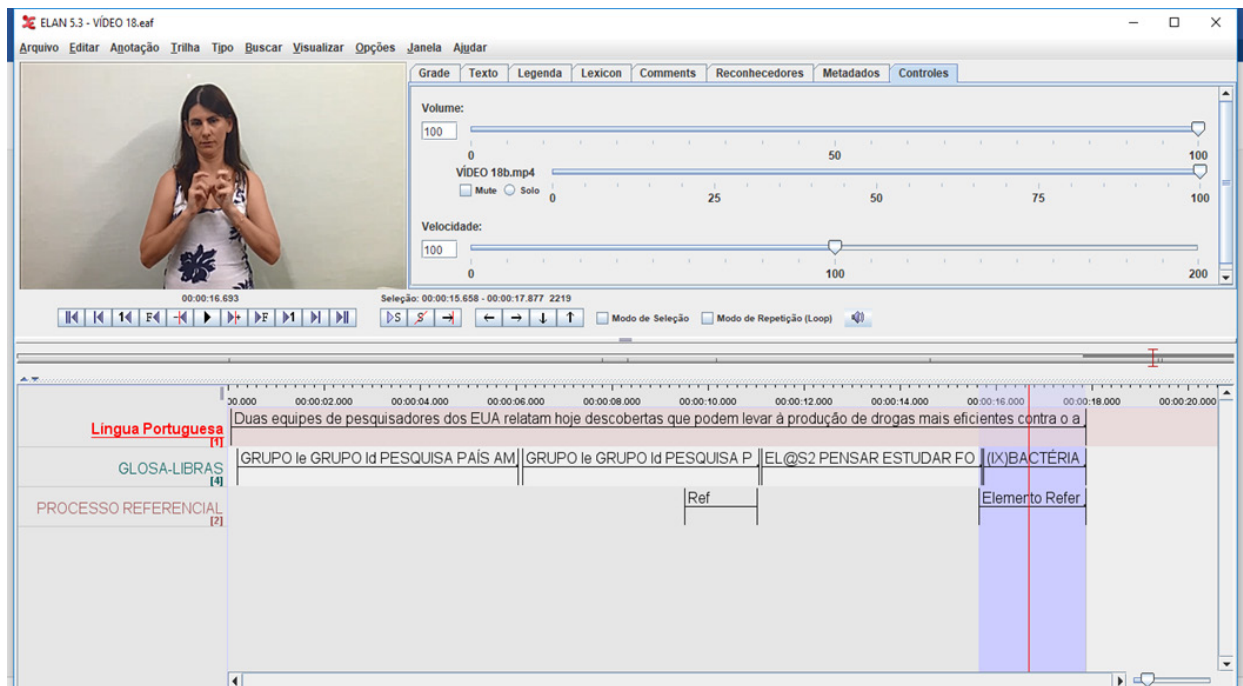 ELAN 5.3 - VÍDEO 18.eaf
Arquivo Editar Anotação Trilha Tipo Buscar Visualizar Opções Janela Ajudar
Grade Texto Legenda Lexicon Comments Reconhecedores Metadados Controles
Volume:
100
0 50 100
VÍDEO 18b.mp4
Mute Solo 0 25 50 75 100
Velocidade:
100
0 100 200
00:00:16.693 Seleção: 00:00:15.658 - 00:00:17.877 2219
1 F F 1 S S Modo de Seleção Modo de Repetição (Loop)
00.000 00:00:02.000 00:00:04.000 00:00:06.000 00:00:08.000 00:00:10.000 00:00:12.000 00:00:14.000 00:00:16.000 00:00:18.000 00:00:20.000
Língua Portuguesa Duas equipes de pesquisadores dos EUA relatam hoje descobertas que podem levar à produção de drogas mais eficientes contra o a
[1]
GLOSA-LIBRAS GRUPO le GRUPO ld PESQUISA PAÍS AM GRUPO le GRUPO ld PESQUISA P EL@S2 PENSAR ESTUDAR FO (IX)BACTÉRIA
[4]
PROCESSO REFERENCIAL Ref Elemento Refer
[2]